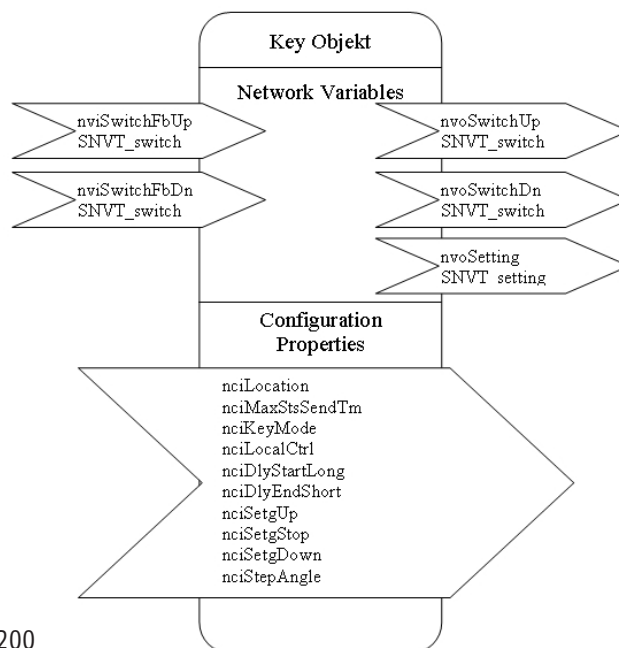 Key Objekt
Network Variables
nviSwitchFbUp
SNVT_switch
nviSwitchFbDn
SNVT_switch
nvoSwitchUp
SNVT_switch
nvoSwitchDn
SNVT_switch
nvoSetting
SNVT_setting
Configuration
Properties
nciLocation
nciMaxStsSendTm
nciKeyMode
nciLocalCtrl
nciDlyStartLong
nciDlyEndShort
nciSetgUp
nciSetgStop
nciSetgDown
nciStepAngle
200